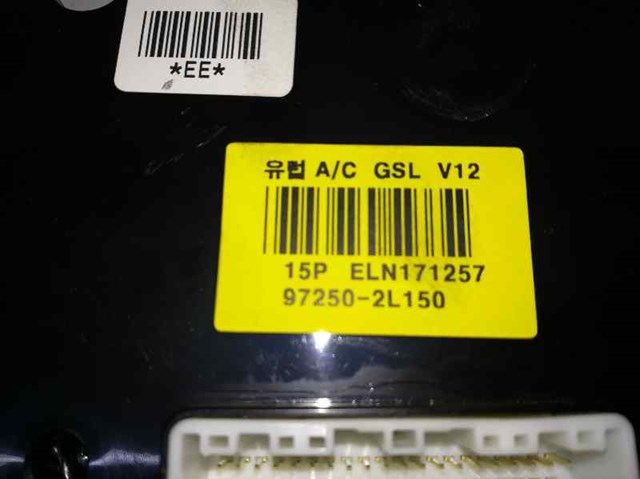 *EE*
유럽 A/C GSL V12
15P ELN171257
97250-2L150